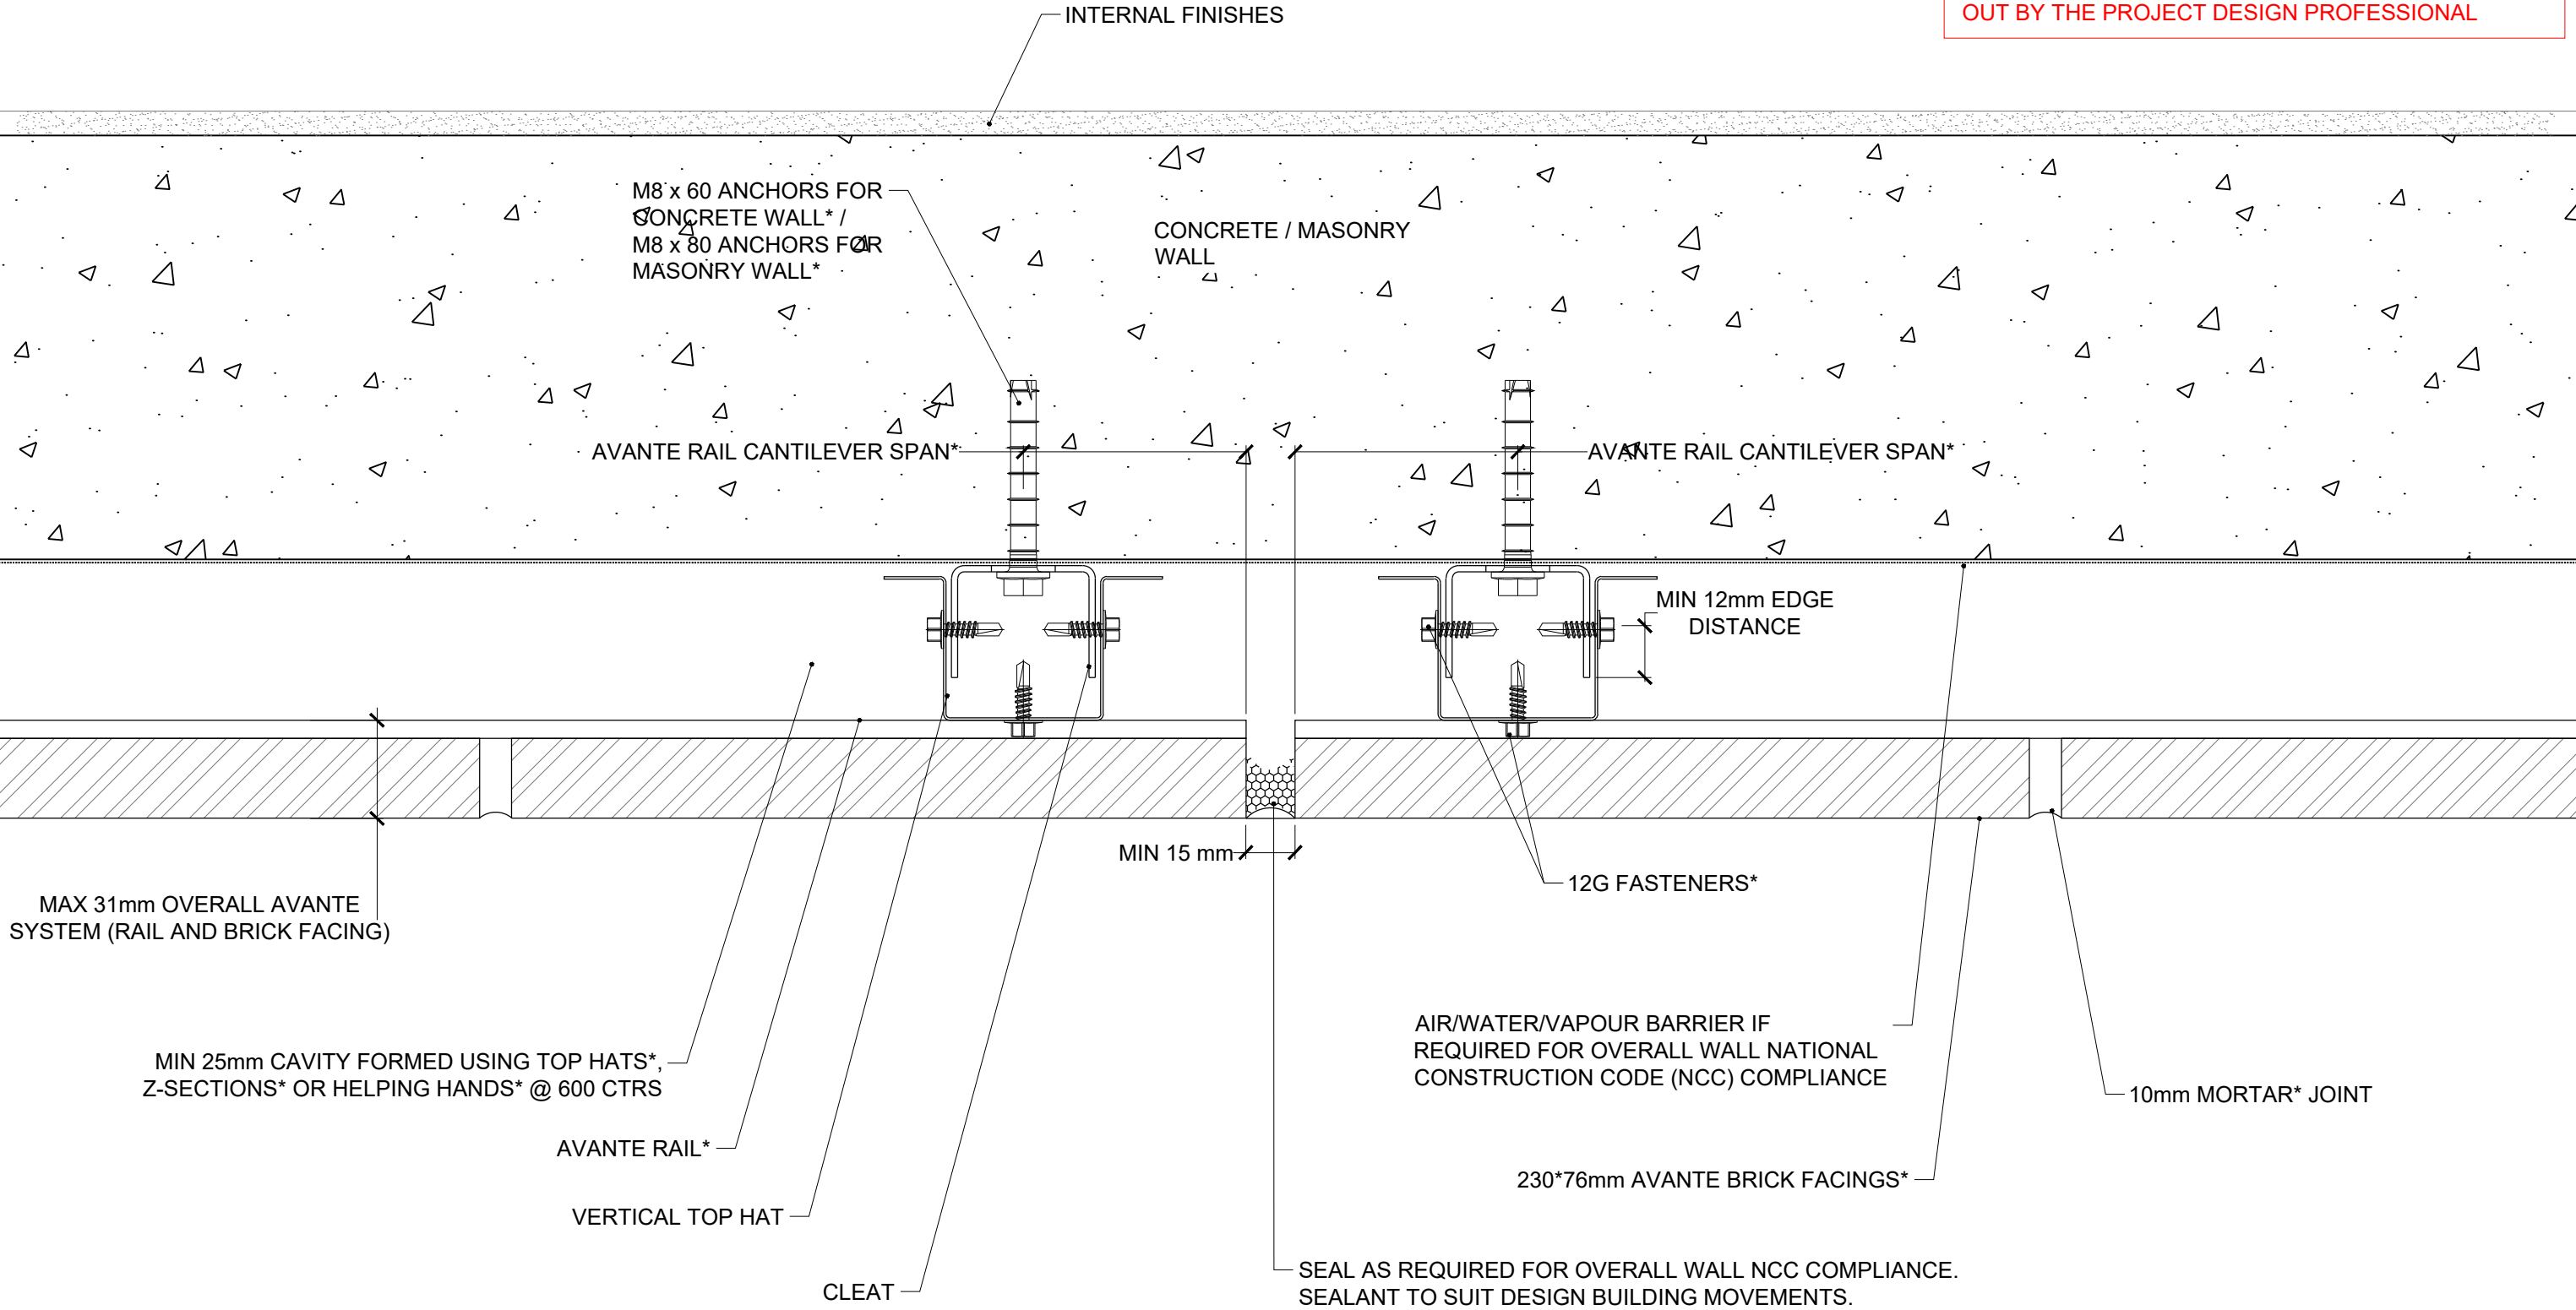 INTERNAL FINISHES
OUT BY THE PROJECT DESIGN PROFESSIONAL
M8 x 60 ANCHORS FOR
CONCRETE WALL* /
M8 x 80 ANCHORS FOR
MASONRY WALL*
CONCRETE / MASONRY
WALL
AVANTE RAIL CANTILEVER SPAN*
AVANTE RAIL CANTILEVER SPAN*
MIN 12mm EDGE
DISTANCE
MIN 15 mm
12G FASTENERS*
MAX 31mm OVERALL AVANTE
SYSTEM (RAIL AND BRICK FACING)
MIN 25mm CAVITY FORMED USING TOP HATS*,
Z-SECTIONS* OR HELPING HANDS* @ 600 CTRS
AIR/WATER/VAPOUR BARRIER IF
REQUIRED FOR OVERALL WALL NATIONAL
CONSTRUCTION CODE (NCC) COMPLIANCE
10mm MORTAR* JOINT
AVANTE RAIL*
230*76mm AVANTE BRICK FACINGS*
VERTICAL TOP HAT
CLEAT
SEAL AS REQUIRED FOR OVERALL WALL NCC COMPLIANCE.
SEALANT TO SUIT DESIGN BUILDING MOVEMENTS.